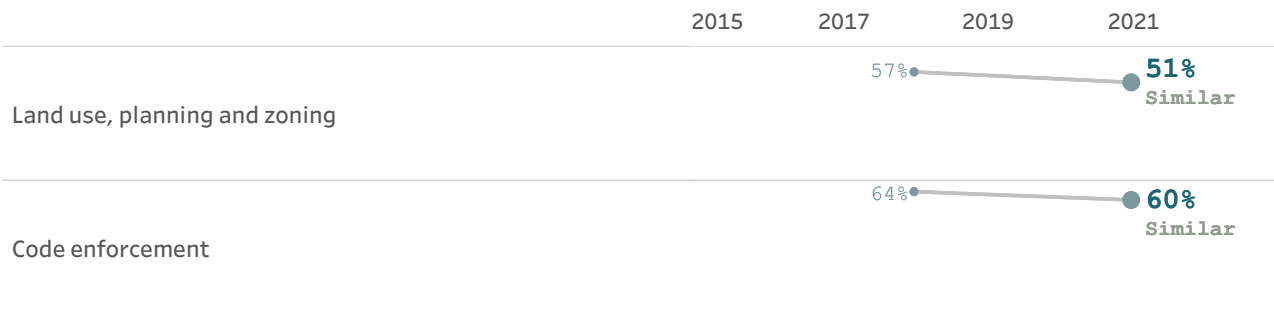 2015 2017 2019 2021
57% 51%
Similar
Land use, planning and zoning
64% 60%
Similar
Code enforcement